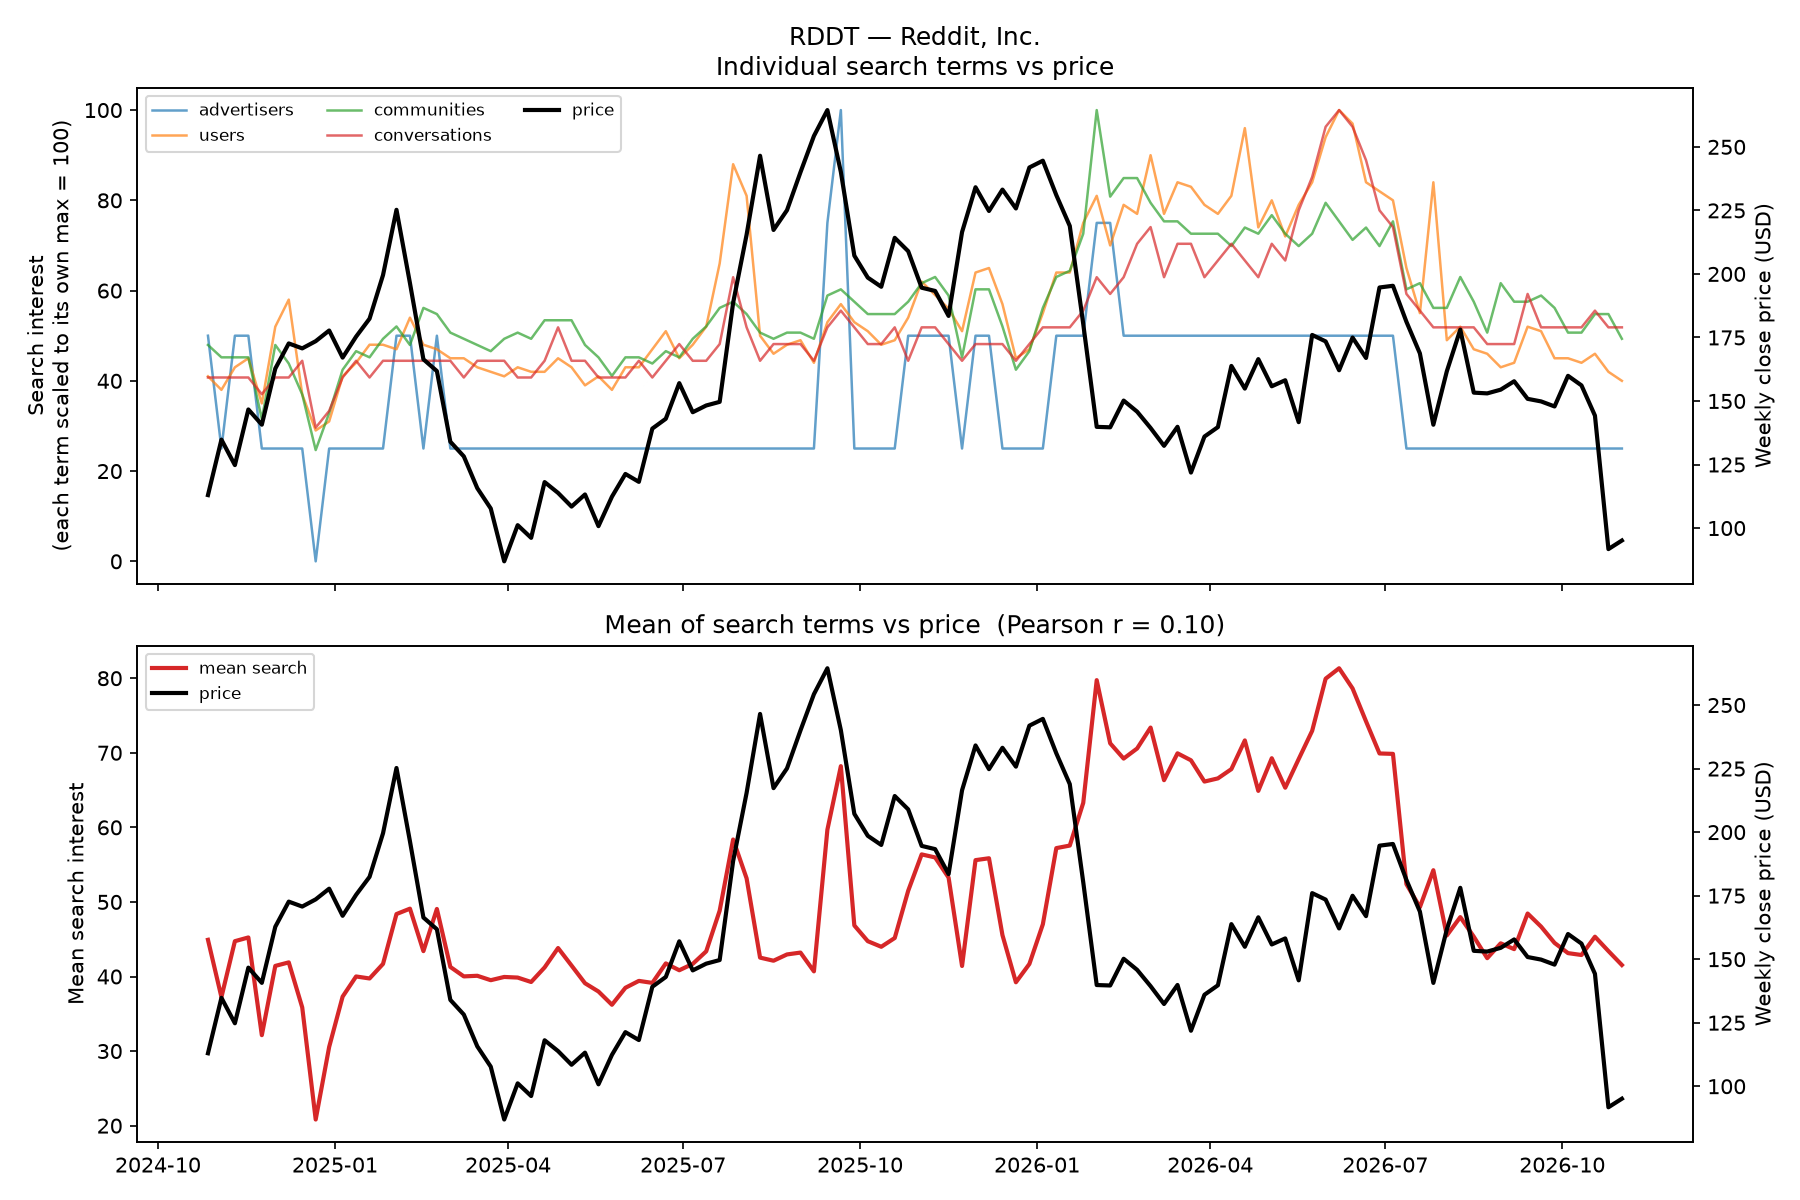 RDDT — Reddit, Inc.
Individual search terms vs price
advertisers
users
communities
conversations
price
Search interest
(each term scaled to its own max = 100)
100
80
60
40
20
0
250
225
200
175
150
125
100
Weekly close price (USD)
Mean of search terms vs price (Pearson r = 0.10)
mean search
price
Mean search interest
80
70
60
50
40
30
20
250
225
200
175
150
125
100
Weekly close price (USD)
2024-10 2025-01 2025-04 2025-07 2025-10 2026-01 2026-04 2026-07 2026-10